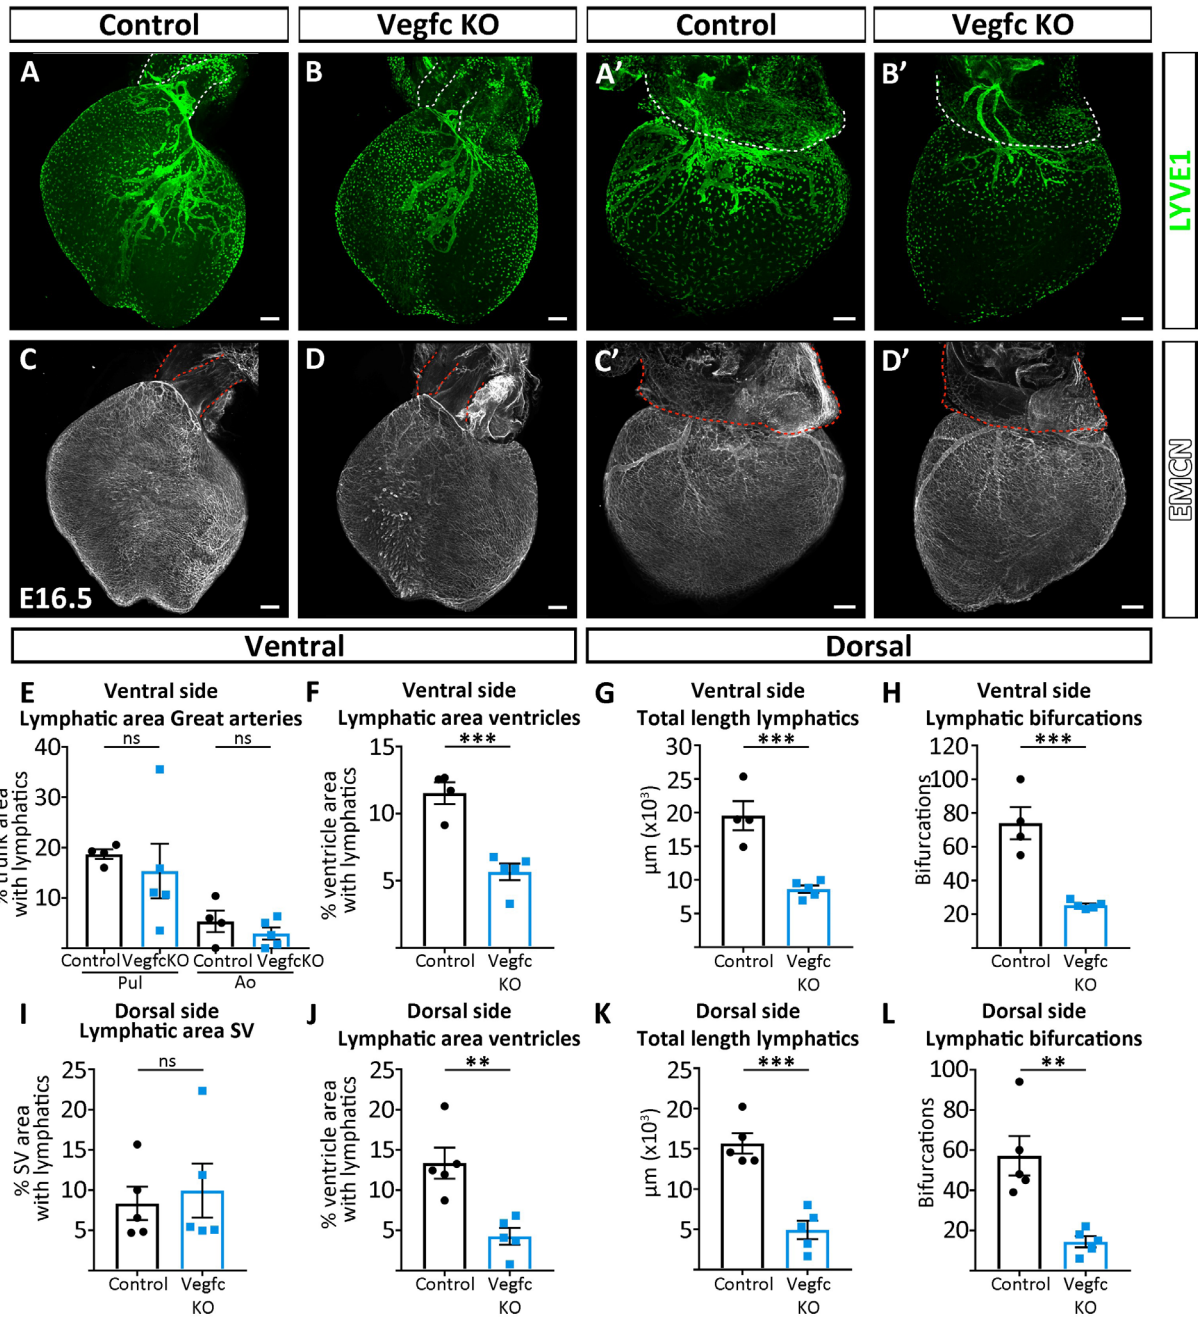 Control
Vegfc KO
Control
Vegfc KO
A
B
A'
B'
LYVE1
C
D
C'
D'
EMCN
E16.5
Ventral
Dorsal
E
Ventral side
Lymphatic area Great arteries
ns
ns
40
30
20
10
% trunk area
with lymphatics
Control
VegfcKO
Control
VegfcKO
Pul
Ao
F
Ventral side
Lymphatic area ventricles
***
15
10
5
% ventricle area
with lymphatics
Control
Vegfc
KO
G
Ventral side
Total length lymphatics
***
30
25
20
15
10
5
µm (x10³)
Control
Vegfc
KO
H
Ventral side
Lymphatic bifurcations
***
120
100
80
60
40
20
Bifurcations
Control
Vegfc
KO
I
Dorsal side
Lymphatic area SV
ns
25
20
15
10
5
% SV area
with lymphatics
Control
Vegfc
KO
J
Dorsal side
Lymphatic area ventricles
**
25
20
15
10
5
% ventricle area
with lymphatics
Control
Vegfc
KO
K
Dorsal side
Total length lymphatics
***
25
20
15
10
5
µm (x10³)
Control
Vegfc
KO
L
Dorsal side
Lymphatic bifurcations
**
100
80
60
40
20
Bifurcations
Control
Vegfc
KO